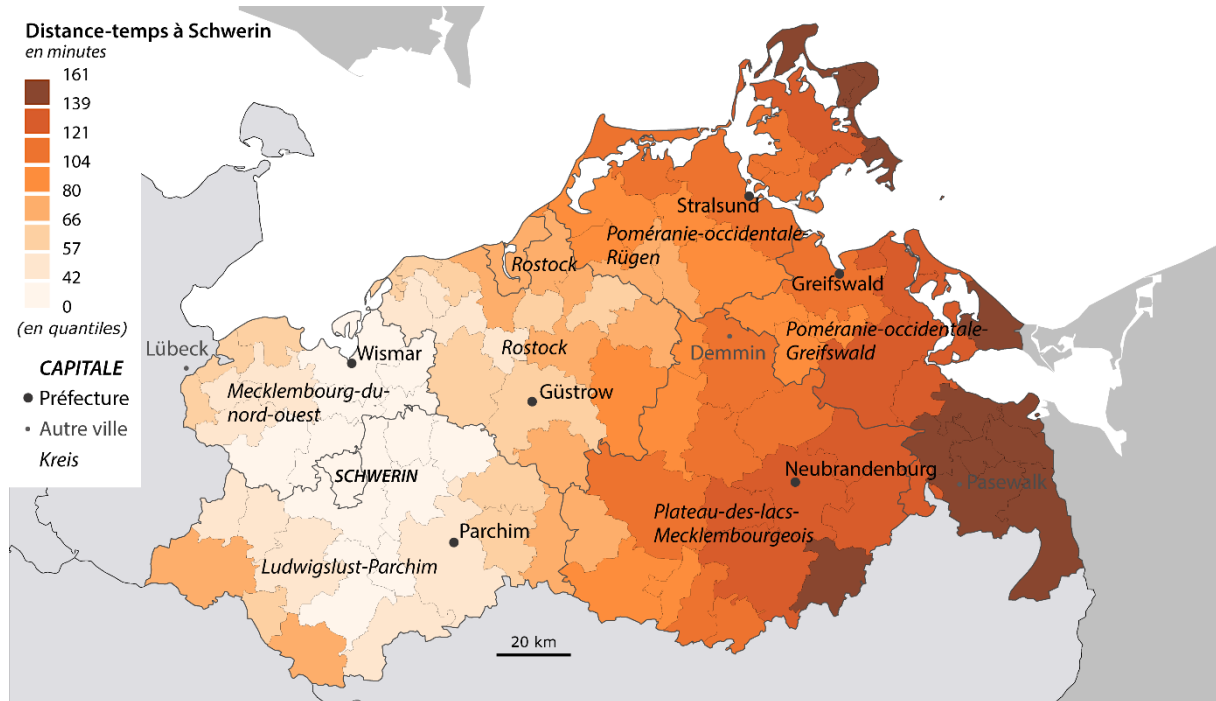 Distance-temps à Schwerin
en minutes
161
139
121
104
80
66
57
42
0
(en quantiles)
CAPITALE
Préfecture
Autre ville
Kreis
Lübeck
Wismar
Mecklembourg-du-
nord-ouest
SCHWERIN
Ludwigslust-Parchim
Parchim
Rostock
Rostock
Güstrow
Stralsund
Poméranie-occidentale-
Rügen
Greifswald
Poméranie-occidentale-
Greifswald
Demmin
Neubrandenburg
Pasewalk
Plateau-des-lacs-
Mecklembourgeois
20 km